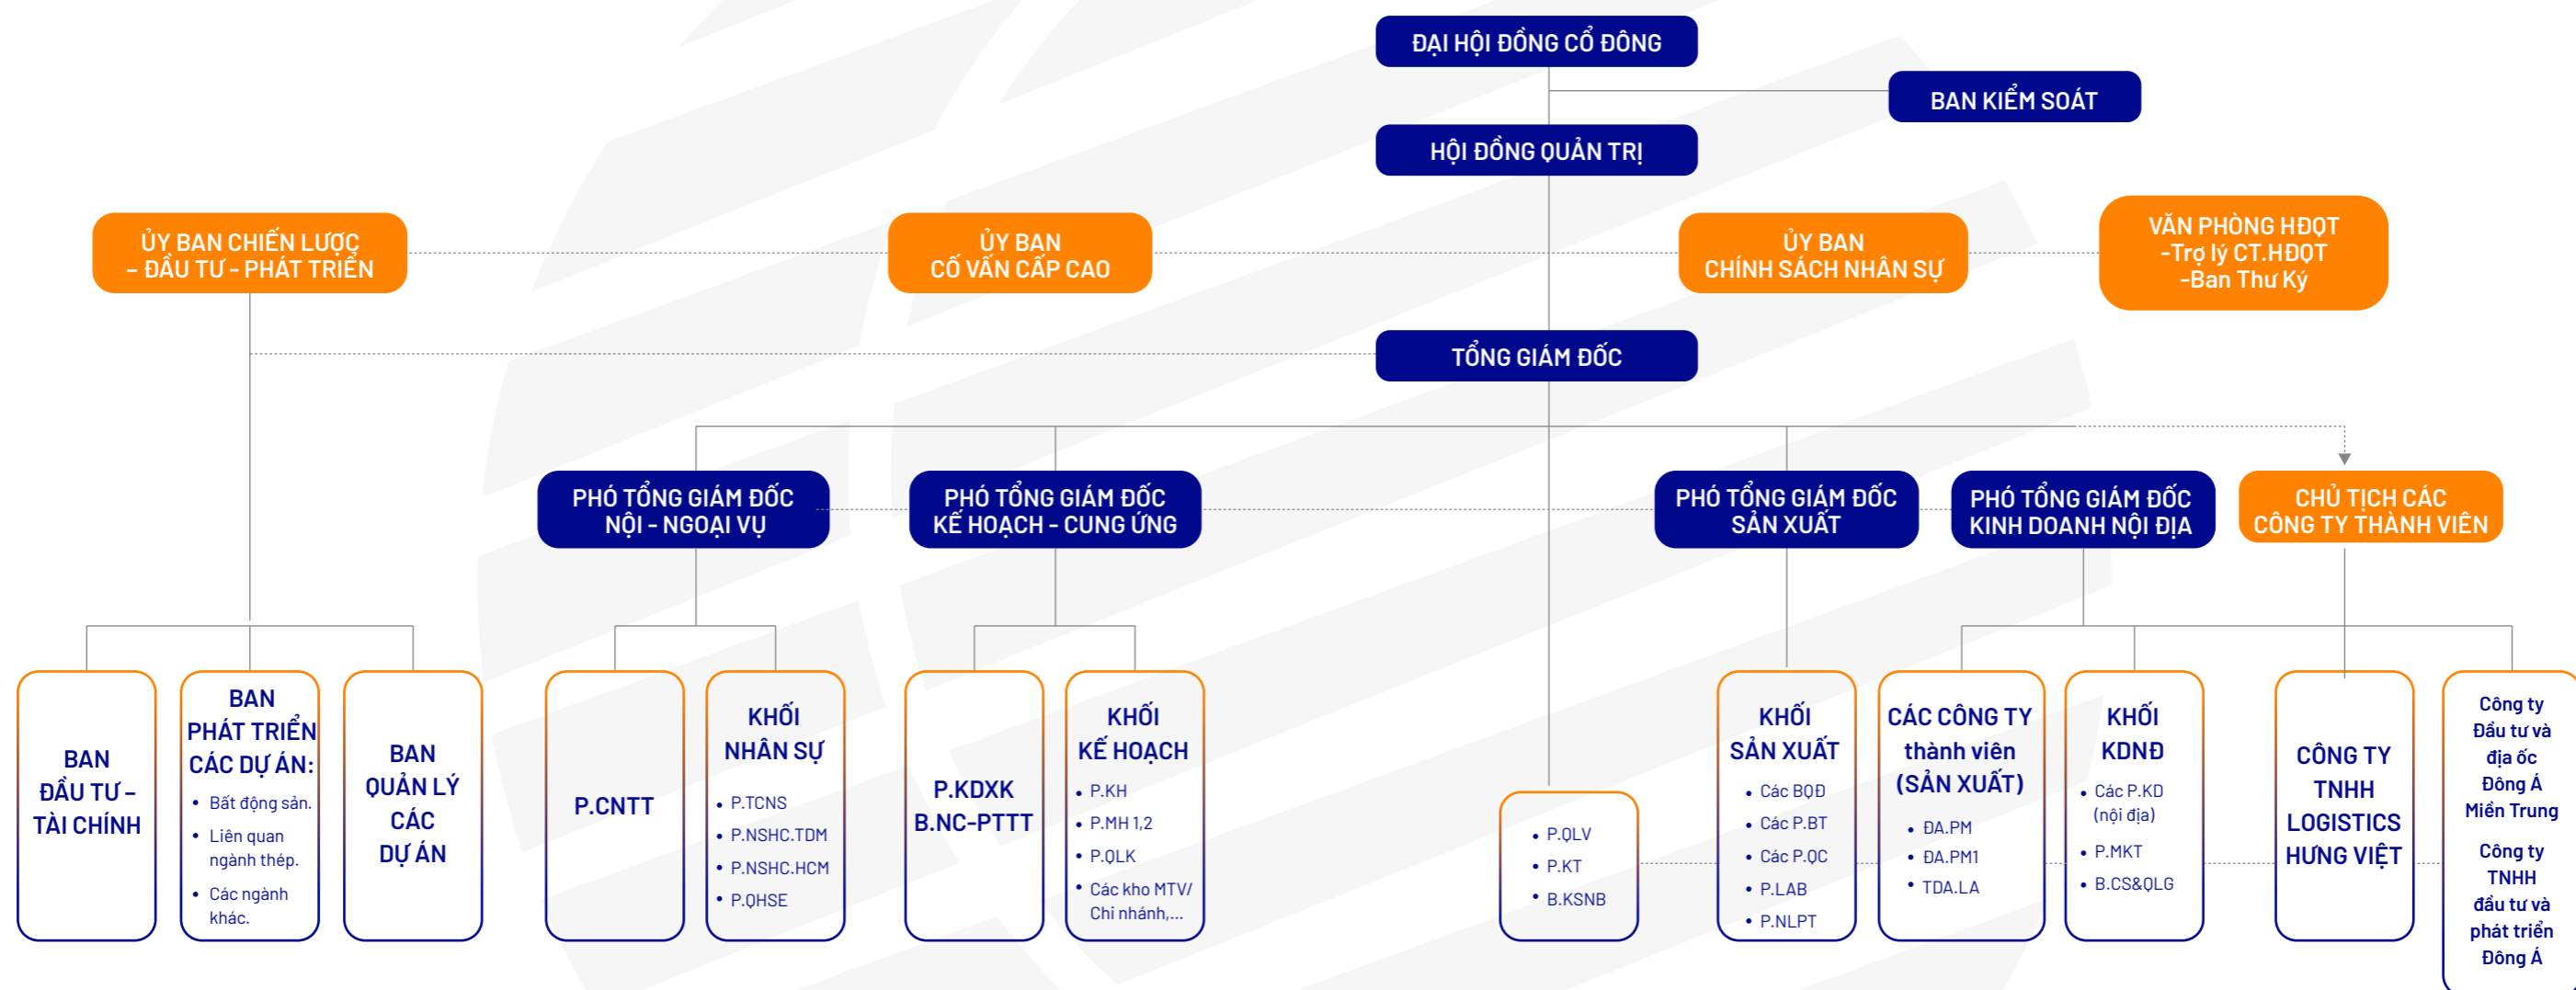 ĐẠI HỘI ĐỒNG CỔ ĐÔNG
BAN KIỂM SOÁT
HỘI ĐỒNG QUẢN TRỊ
ỦY BAN CHIẾN LƯỢC
– ĐẦU TƯ - PHÁT TRIỂN
ỦY BAN
CỐ VẤN CẤP CAO
ỦY BAN
CHÍNH SÁCH NHÂN SỰ
VĂN PHÒNG HĐQT
-Trợ lý CT.HĐQT
-Ban Thư Ký
TỔNG GIÁM ĐỐC
PHÓ TỔNG GIÁM ĐỐC
NỘI - NGOẠI VỤ
PHÓ TỔNG GIÁM ĐỐC
KẾ HOẠCH - CUNG ỨNG
PHÓ TỔNG GIÁM ĐỐC
SẢN XUẤT
PHÓ TỔNG GIÁM ĐỐC
KINH DOANH NỘI ĐỊA
CHỦ TỊCH CÁC
CÔNG TY THÀNH VIÊN
BAN
ĐẦU TƯ –
TÀI CHÍNH
BAN
PHÁT TRIỂN
CÁC DỰ ÁN:
• Bất động sản.
• Liên quan
ngành thép.
• Các ngành
khác.
BAN
QUẢN LÝ
CÁC
DỰ ÁN
P.CNTT
KHỐI
NHÂN SỰ
• P.TCNS
• P.NSHC.TDM
• P.NSHC.HCM
• P.QHSE
P.KDXK
B.NC-PTTT
KHỐI
KẾ HOẠCH
• P.KH
• P.MH 1,2
• P.QLK
• Các kho MTV/
Chi nhánh,...
• P.QLV
• P.KT
• B.KSNB
KHỐI
SẢN XUẤT
• Các BQĐ
• Các P.BT
• Các P.QC
• P.LAB
• P.NLPT
CÁC CÔNG TY
thành viên
(SẢN XUẤT)
• ĐA.PM
• ĐA.PM1
• TDA.LA
KHỐI
KDNĐ
• Các P.KD
(nội địa)
• P.MKT
• B.CS&QLG
CÔNG TY
TNHH
LOGISTICS
HƯNG VIỆT
Công ty
Đầu tư và
địa ốc
Đông Á
Miền Trung
Công ty
TNHH
đầu tư và
phát triển
Đông Á